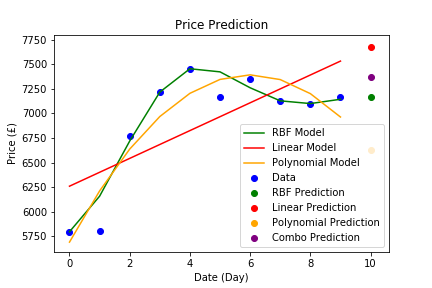 Price Prediction
7750
7500
7250
7000
6750
6500
6250
6000
5750
Price (£)
RBF Model
Linear Model
Polynomial Model
Data
RBF Prediction
Linear Prediction
Polynomial Prediction
Combo Prediction
0 2 4 6 8 10
Date (Day)